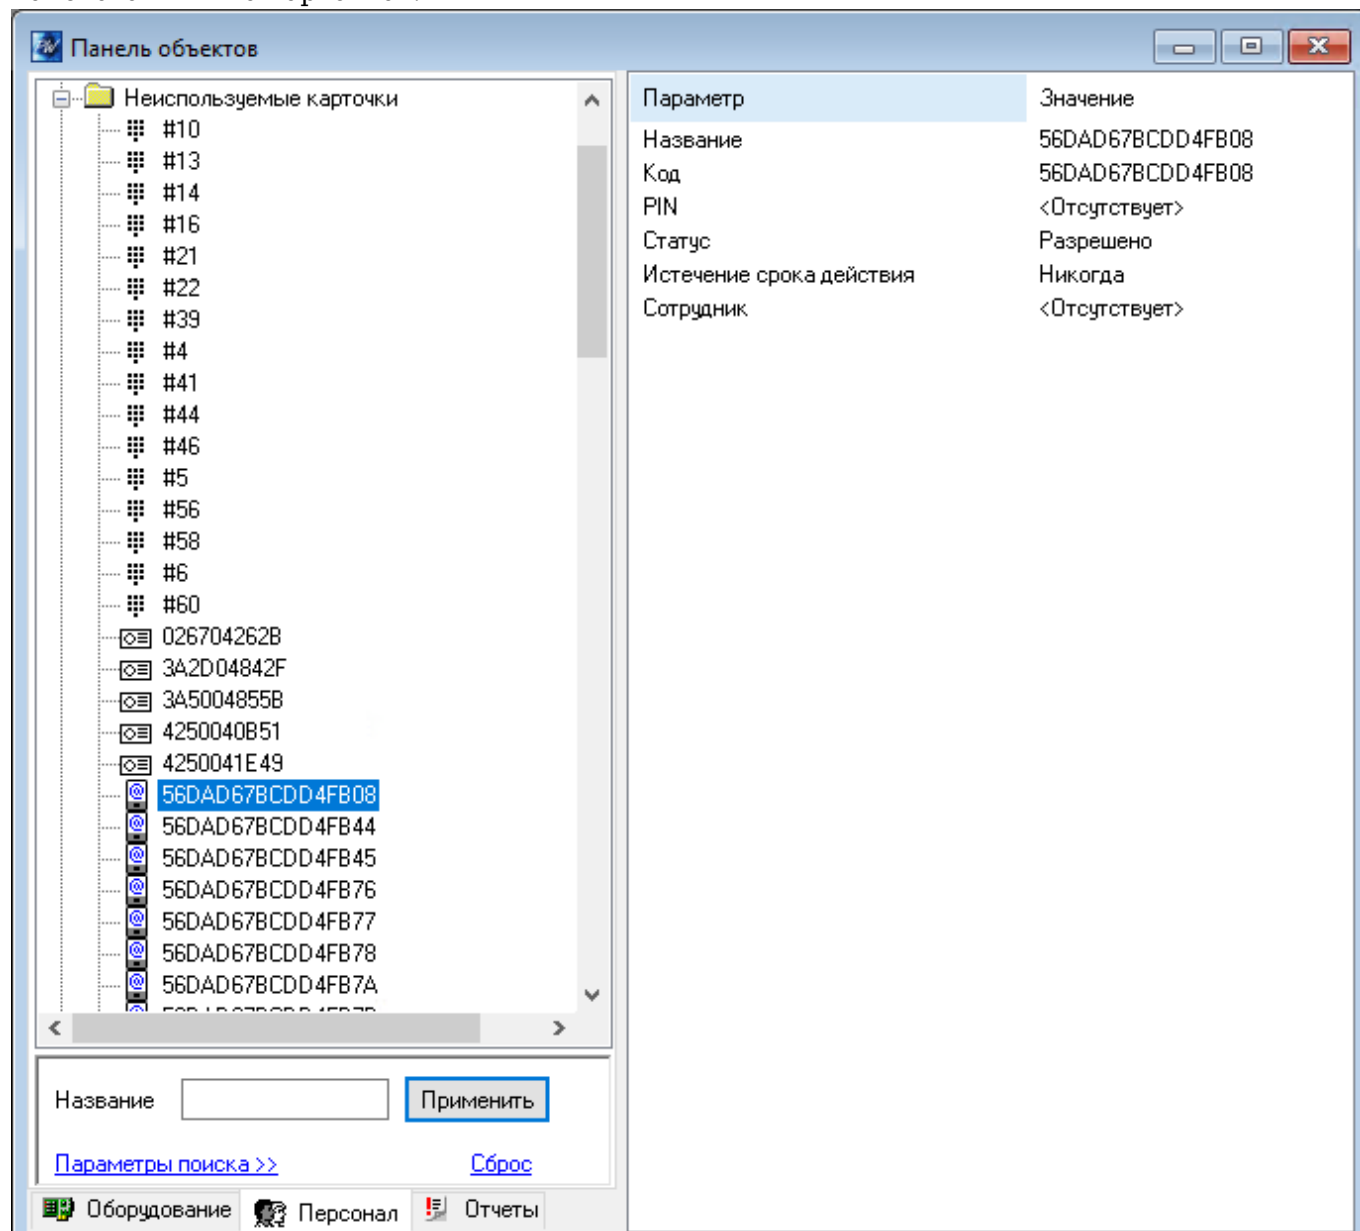 Панель объектов
Неиспользуемые карточки
#10
#13
#14
#16
#21
#22
#39
#4
#41
#44
#46
#5
#56
#58
#6
#60
026704262B
3A2D04842F
3A5004855B
4250040B51
4250041E49
56DAD67BCDD4FB08
56DAD67BCDD4FB44
56DAD67BCDD4FB45
56DAD67BCDD4FB76
56DAD67BCDD4FB77
56DAD67BCDD4FB78
56DAD67BCDD4FB7A
Название
Применить
Параметры поиска >> Сброс
Оборудование Персонал Отчеты
Параметр Значение
Название 56DAD67BCDD4FB08
Код 56DAD67BCDD4FB08
PIN <Отсутствует>
Статус Разрешено
Истечение срока действия Никогда
Сотрудник <Отсутствует>